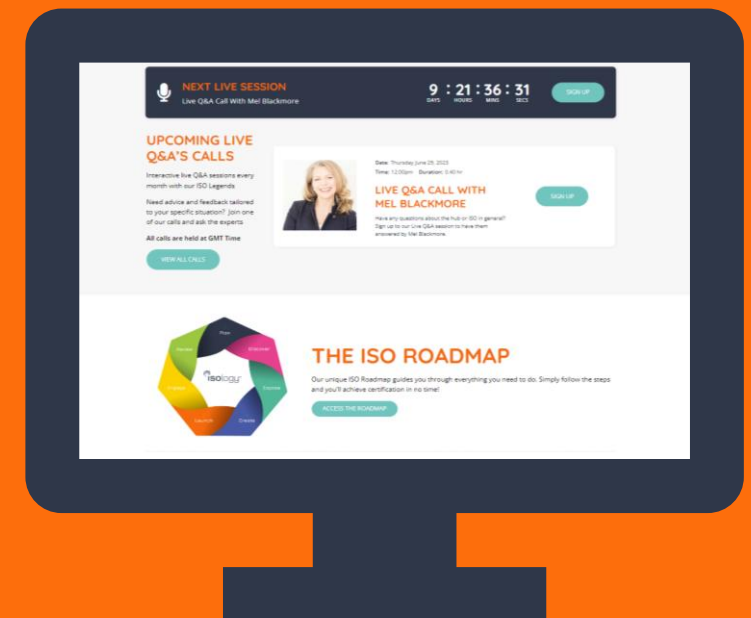 NEXT LIVE SESSION
Live Q&A Call With Mel Blackmore
9 : 21 : 36 : 31
DAYS HOURS MINS SECS
SIGN UP
UPCOMING LIVE
Q&A'S CALLS
Interactive live Q&A sessions every
month with our ISO Legends
Need advice and feedback tailored
to your specific situation? Join one
of our calls and ask the experts
All calls are held at GMT Time
VIEW ALL CALLS
Date: Thursday June 29, 2023
Time: 12:00pm Duration: 0:40 hr
LIVE Q&A CALL WITH
MEL BLACKMORE
Have any questions about the hub or ISO in general?
Sign up to our Live Q&A session to have them
answered by Mel Blackmore
SIGN UP
Plan
Discover
Create
Launch
isology
THE ISO ROADMAP
Our unique ISO Roadmap guides you through everything you need to do. Simply follow the steps
and you'll achieve certification in no time!
ACCESS THE ROADMAP